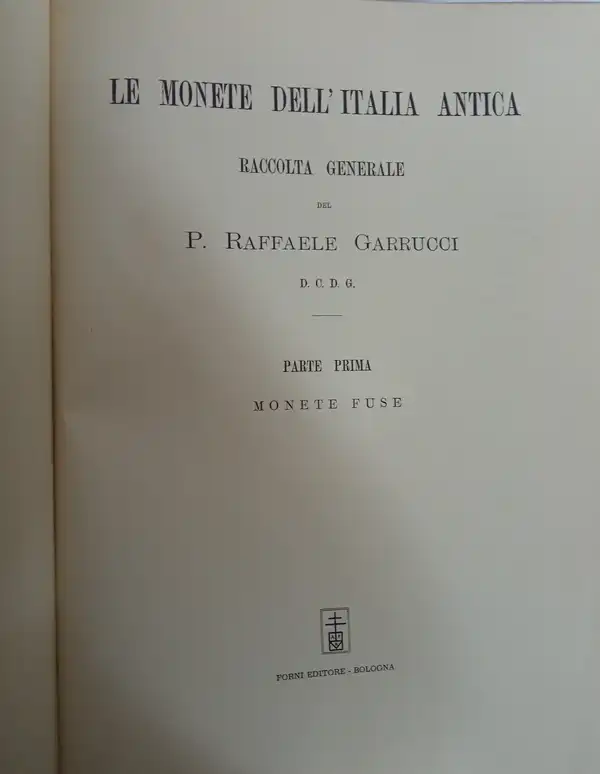 LE MONETE DELL'ITALIA ANTICA
RACCOLTA GENERALE
DEL
P. RAFFAELE GARRUCCI
D. C. D. G.
PARTE PRIMA
MONETE FUSE
FORNI EDITORE - BOLOGNA